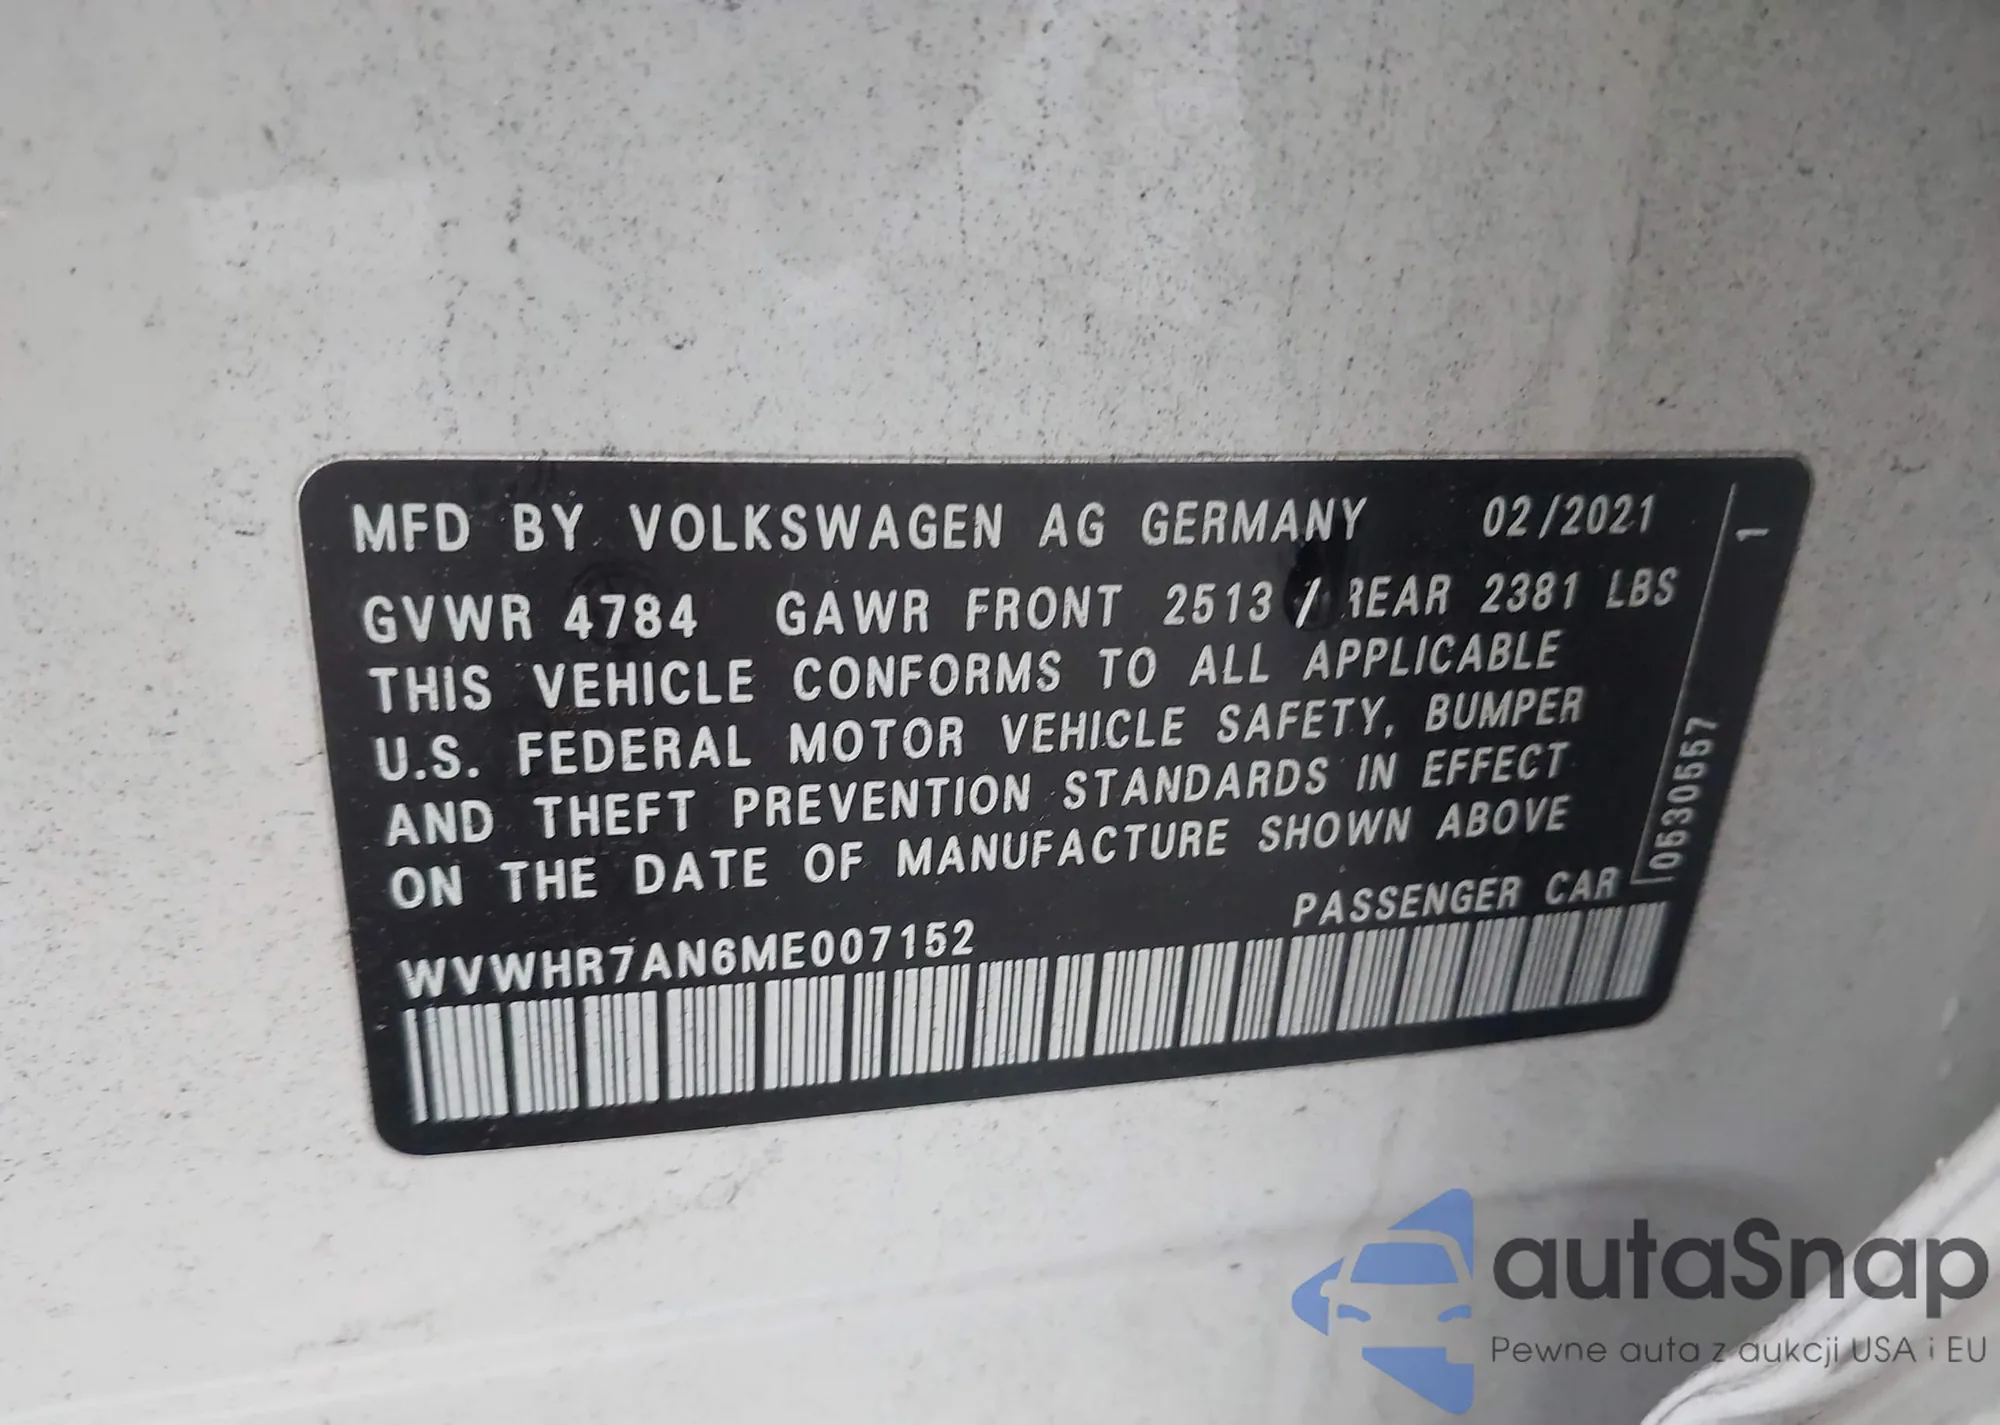 MFD BY VOLKSWAGEN AG GERMANY 02/2021
GVWR 4784 GAWR FRONT 2513 / REAR 2381 LBS
THIS VEHICLE CONFORMS TO ALL APPLICABLE
U.S. FEDERAL MOTOR VEHICLE SAFETY, BUMPER
AND THEFT PREVENTION STANDARDS IN EFFECT
ON THE DATE OF MANUFACTURE SHOWN ABOVE
PASSENGER CAR
WVWHR7AN6ME007152
0530557
1
autaSnap
Pewne auta z aukcji USA i EU